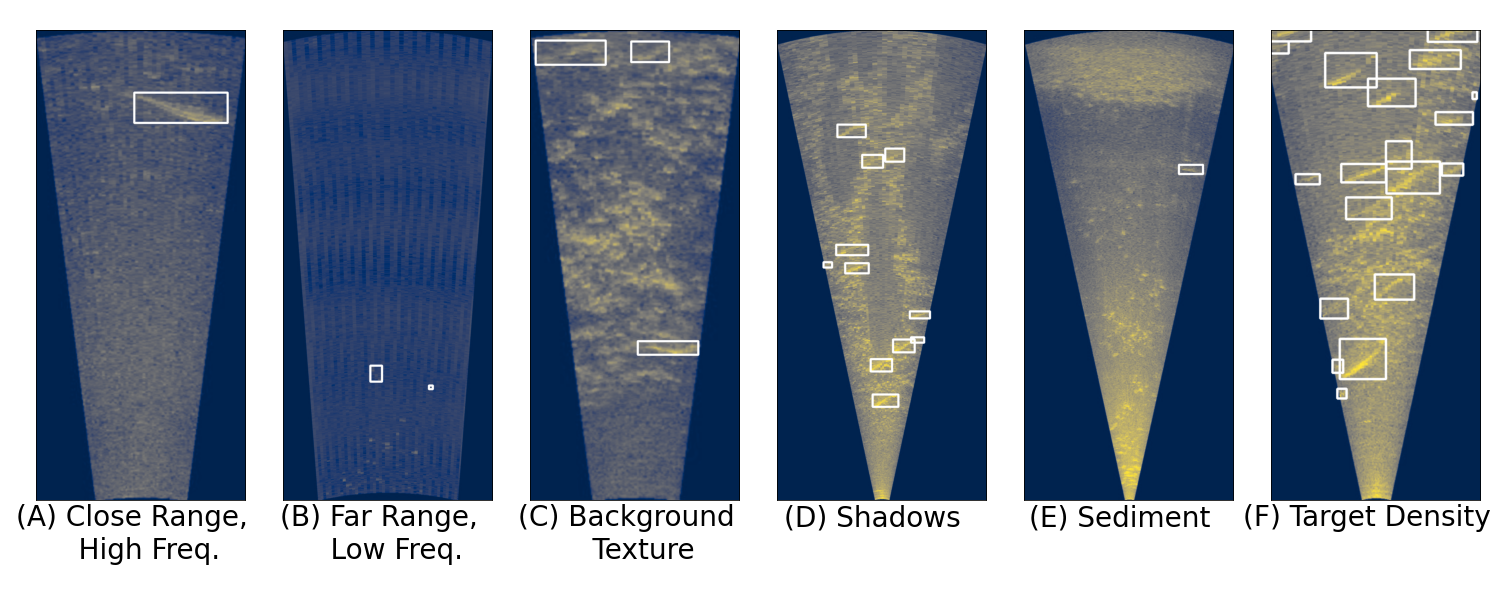 (A) Close Range,
High Freq.
(B) Far Range,
Low Freq.
(C) Background
Texture
(D) Shadows
(E) Sediment
(F) Target Density